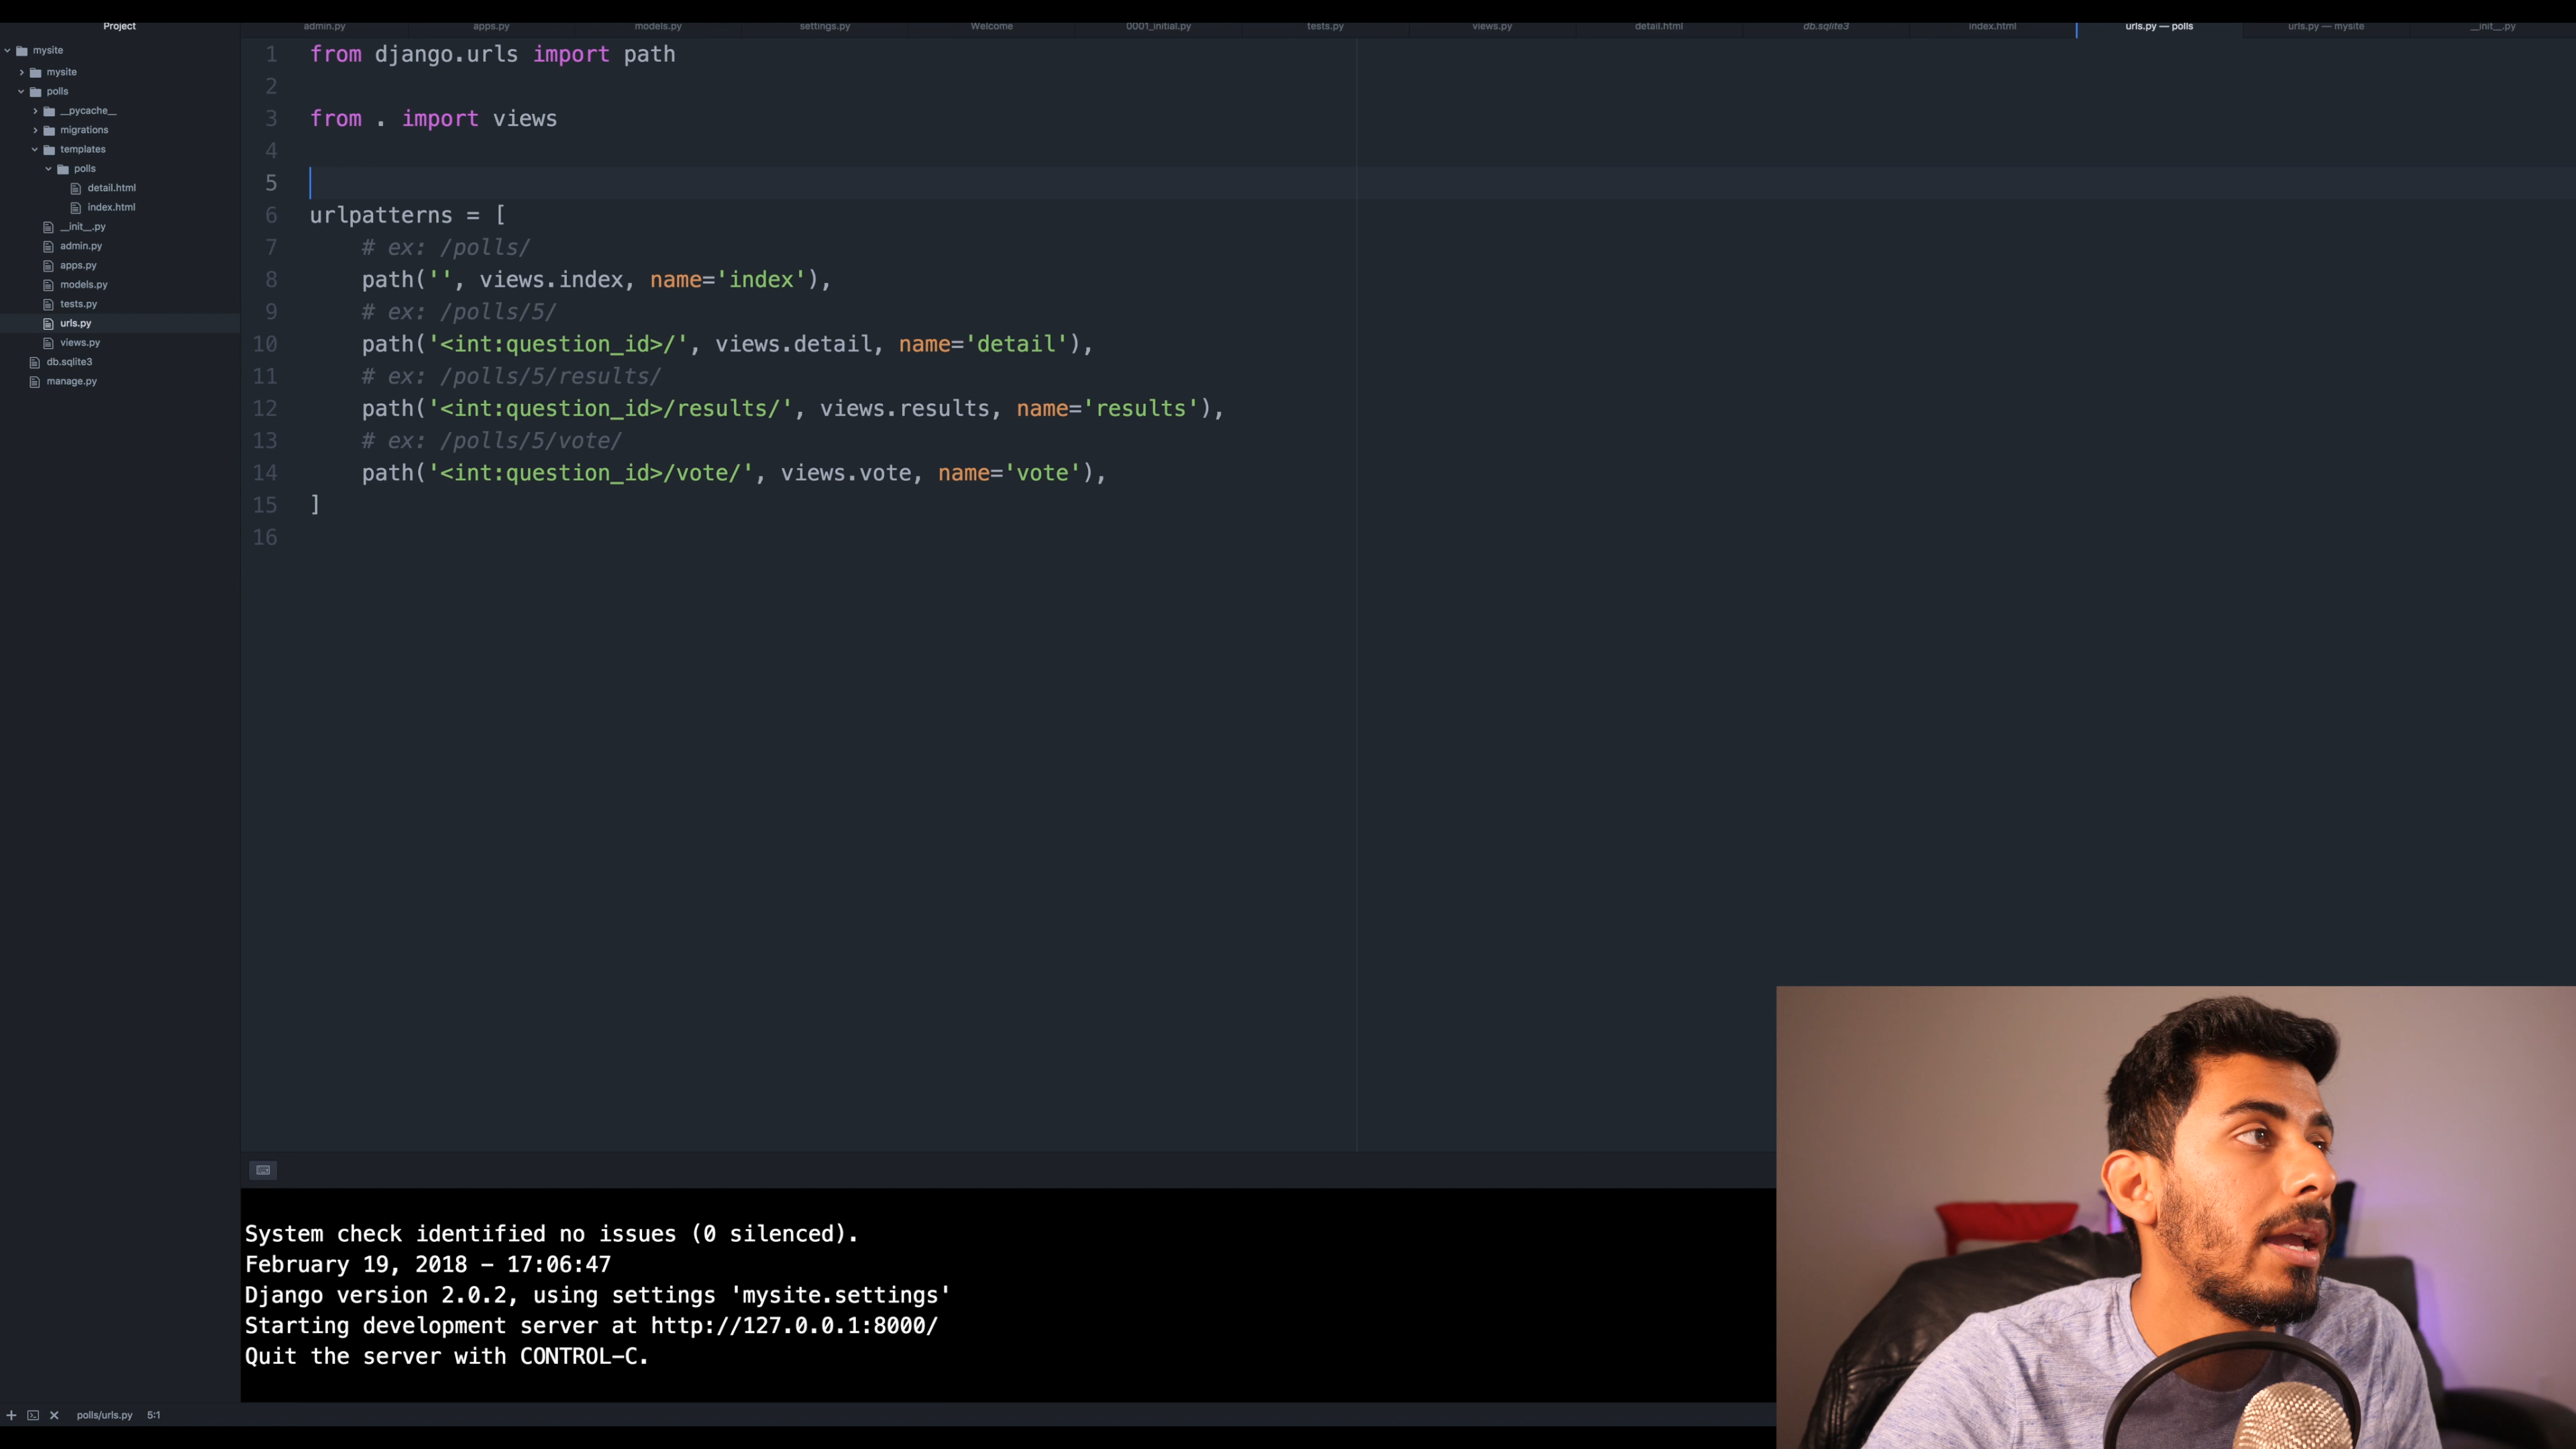 Project
admin.py
apps.py
models.py
settings.py
Welcome
0001_initial.py
tests.py
views.py
detail.html
db.sqlite3
index.html
urls.py — polls
urls.py — mysite
__init__.py
mysite
mysite
polls
__pycache__
migrations
templates
polls
detail.html
index.html
__init__.py
admin.py
apps.py
models.py
tests.py
urls.py
views.py
db.sqlite3
manage.py
1 from django.urls import path
2
3 from . import views
4
5
6 urlpatterns = [
7 # ex: /polls/
8 path('', views.index, name='index'),
9 # ex: /polls/5/
10 path('<int:question_id>/', views.detail, name='detail'),
11 # ex: /polls/5/results/
12 path('<int:question_id>/results/', views.results, name='results'),
13 # ex: /polls/5/vote/
14 path('<int:question_id>/vote/', views.vote, name='vote'),
15 ]
16
System check identified no issues (0 silenced).
February 19, 2018 - 17:06:47
Django version 2.0.2, using settings 'mysite.settings'
Starting development server at http://127.0.0.1:8000/
Quit the server with CONTROL-C.
polls/urls.py 5:1